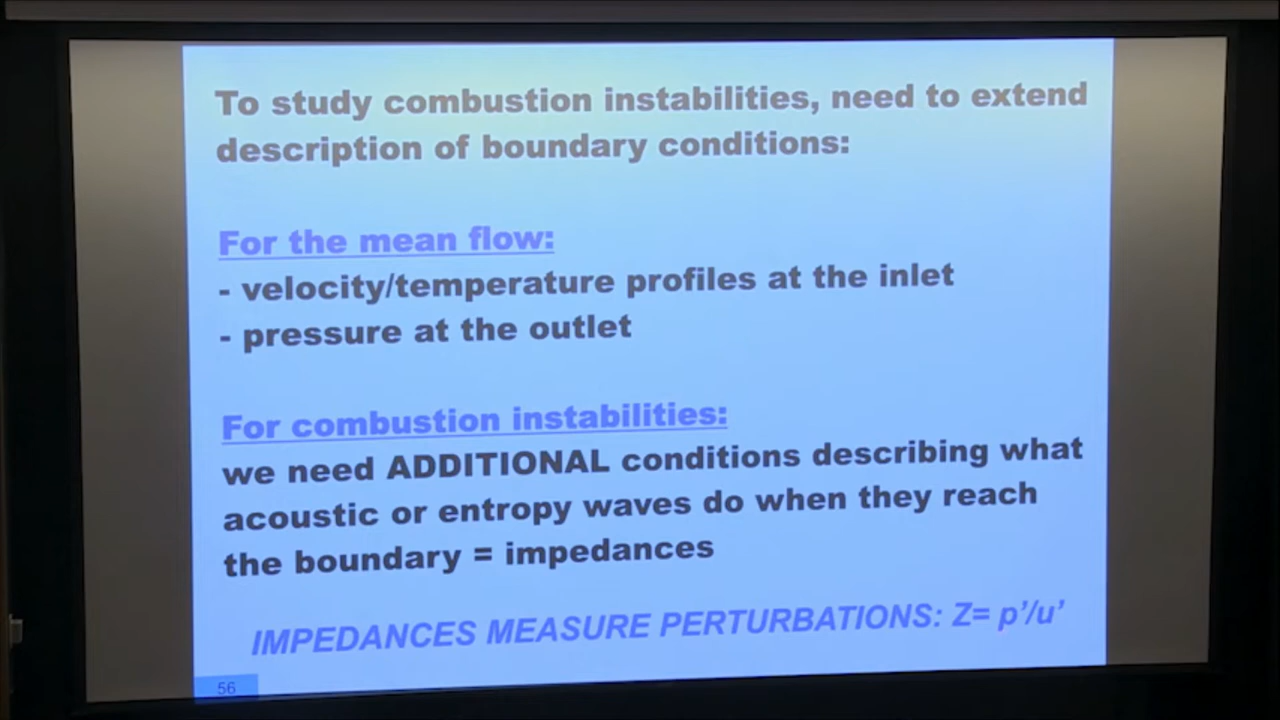 To study combustion instabilities, need to extend
description of boundary conditions:
For the mean flow:
- velocity/temperature profiles at the inlet
- pressure at the outlet
For combustion instabilities:
we need ADDITIONAL conditions describing what
acoustic or entropy waves do when they reach
the boundary = impedances
IMPEDANCES MEASURE PERTURBATIONS: Z= p’/u’
56